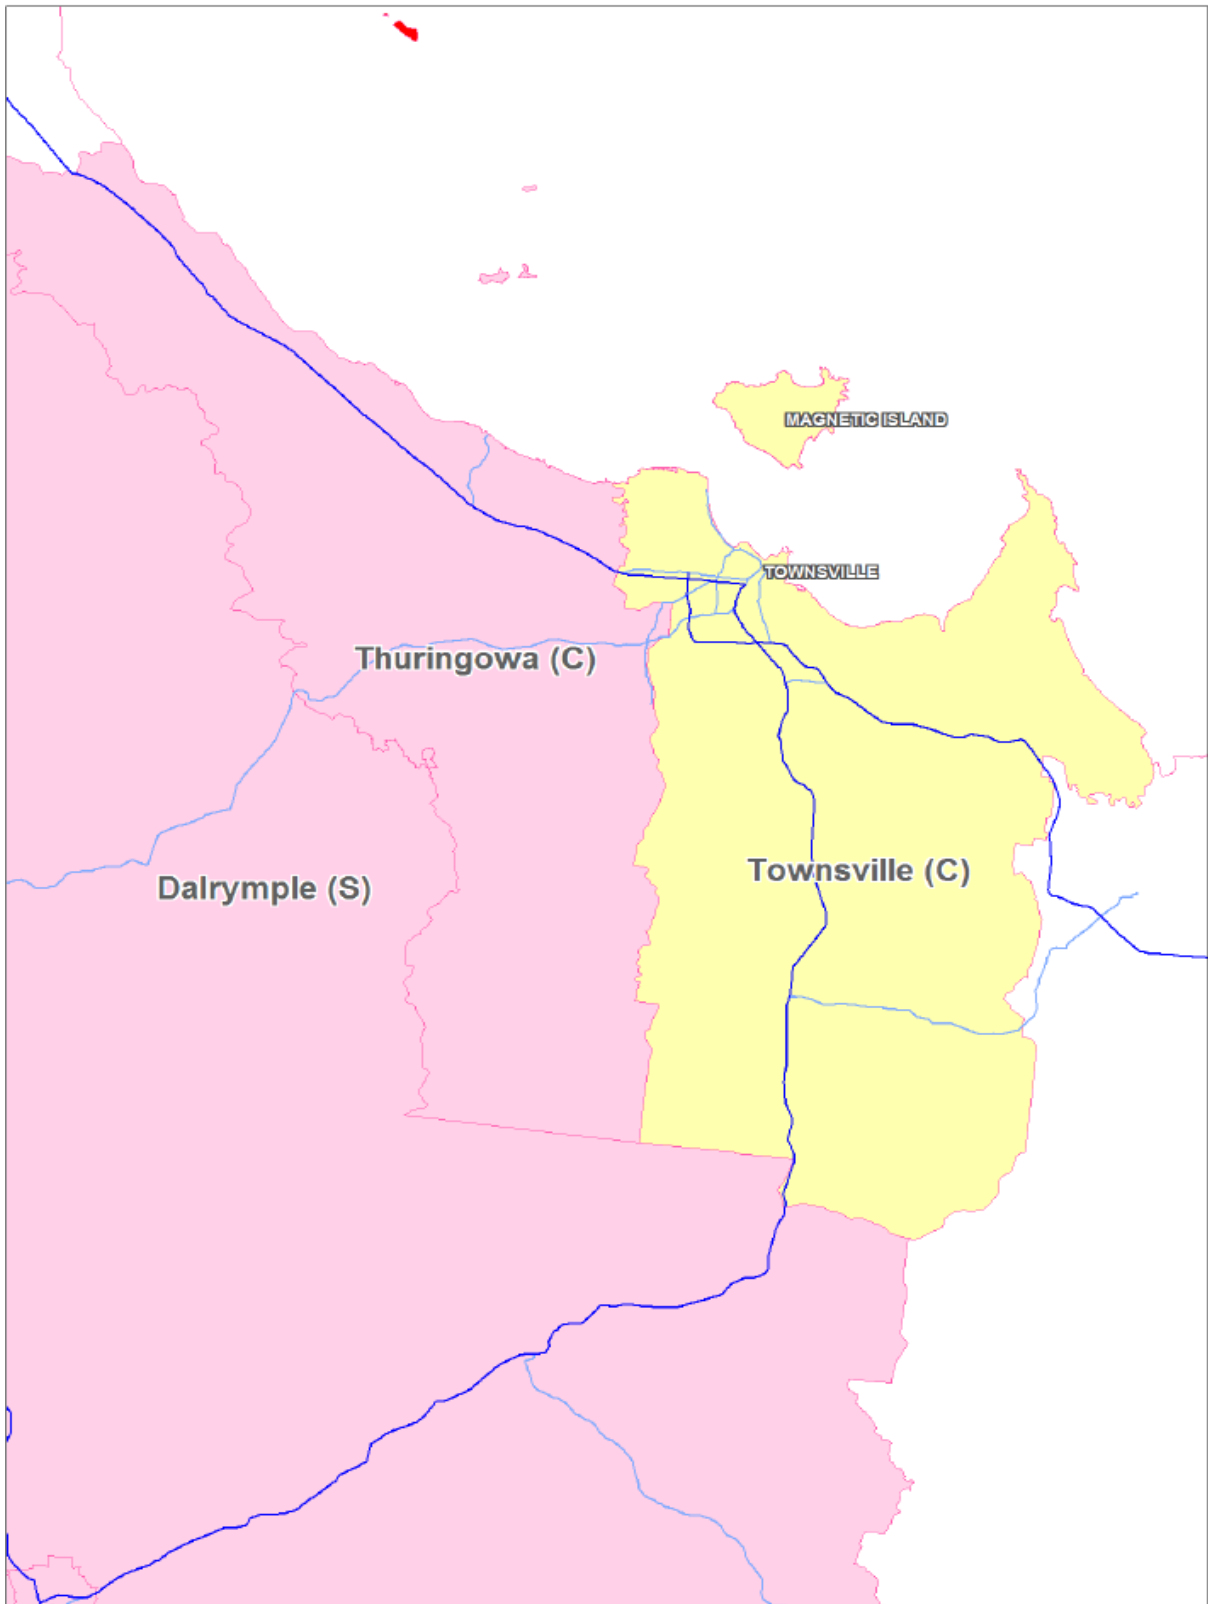 MAGNETIC ISLAND
TOWNSVILLE
Thuringowa (C)
Townsville (C)
Dalrymple (S)